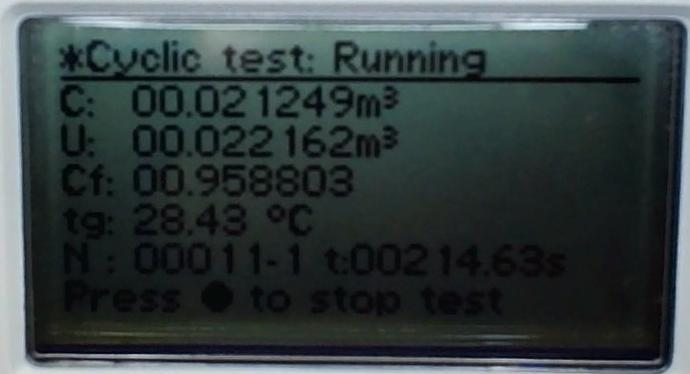 *Cyclic test: Running
C: 00.021249m³
U: 00.022162m³
Cf: 00.958803
tg: 28.43 °C
N : 00011-1 t:00214.63s
Press ● to stop test